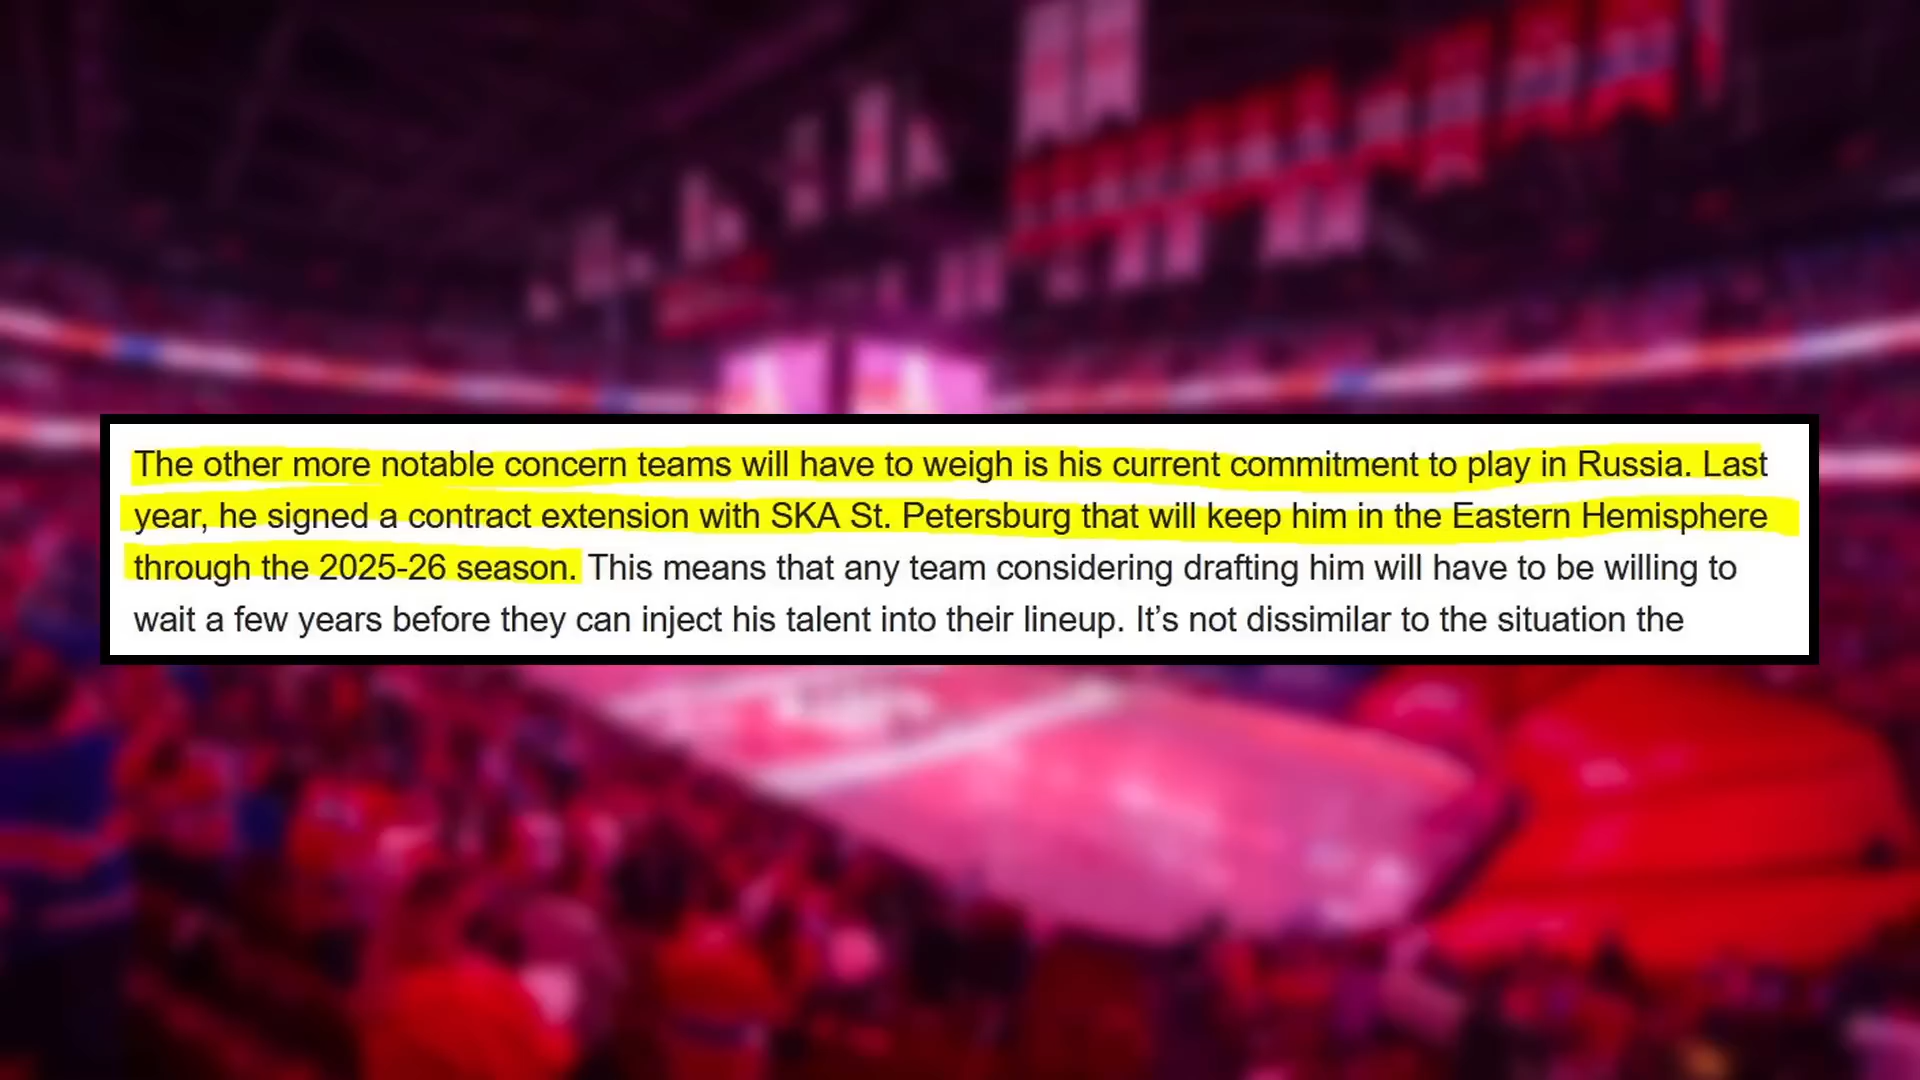 The other more notable concern teams will have to weigh is his current commitment to play in Russia. Last
year, he signed a contract extension with SKA St. Petersburg that will keep him in the Eastern Hemisphere
through the 2025-26 season. This means that any team considering drafting him will have to be willing to
wait a few years before they can inject his talent into their lineup. It’s not dissimilar to the situation the